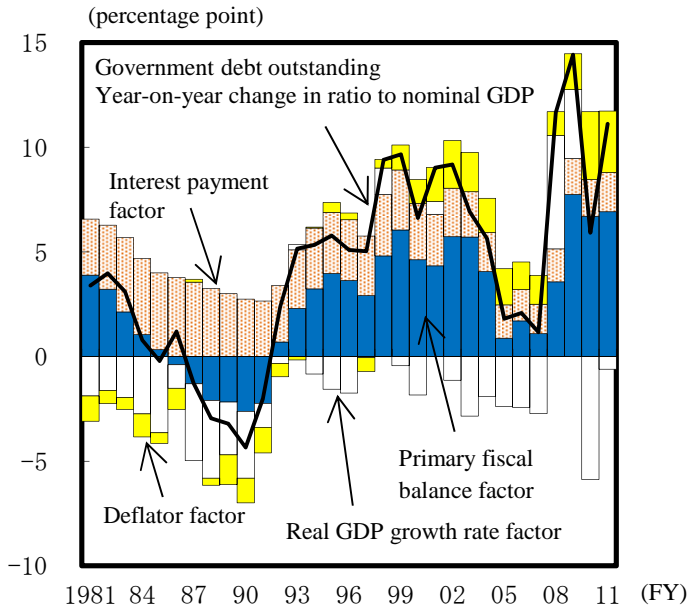 (percentage point)
15
Government debt outstanding
Year-on-year change in ratio to nominal GDP
10
Interest payment
factor
5
0
Primary fiscal
balance factor
-5
Deflator factor
Real GDP growth rate factor
-10
1981 84 87 90 93 96 99 02 05 08 11 (FY)